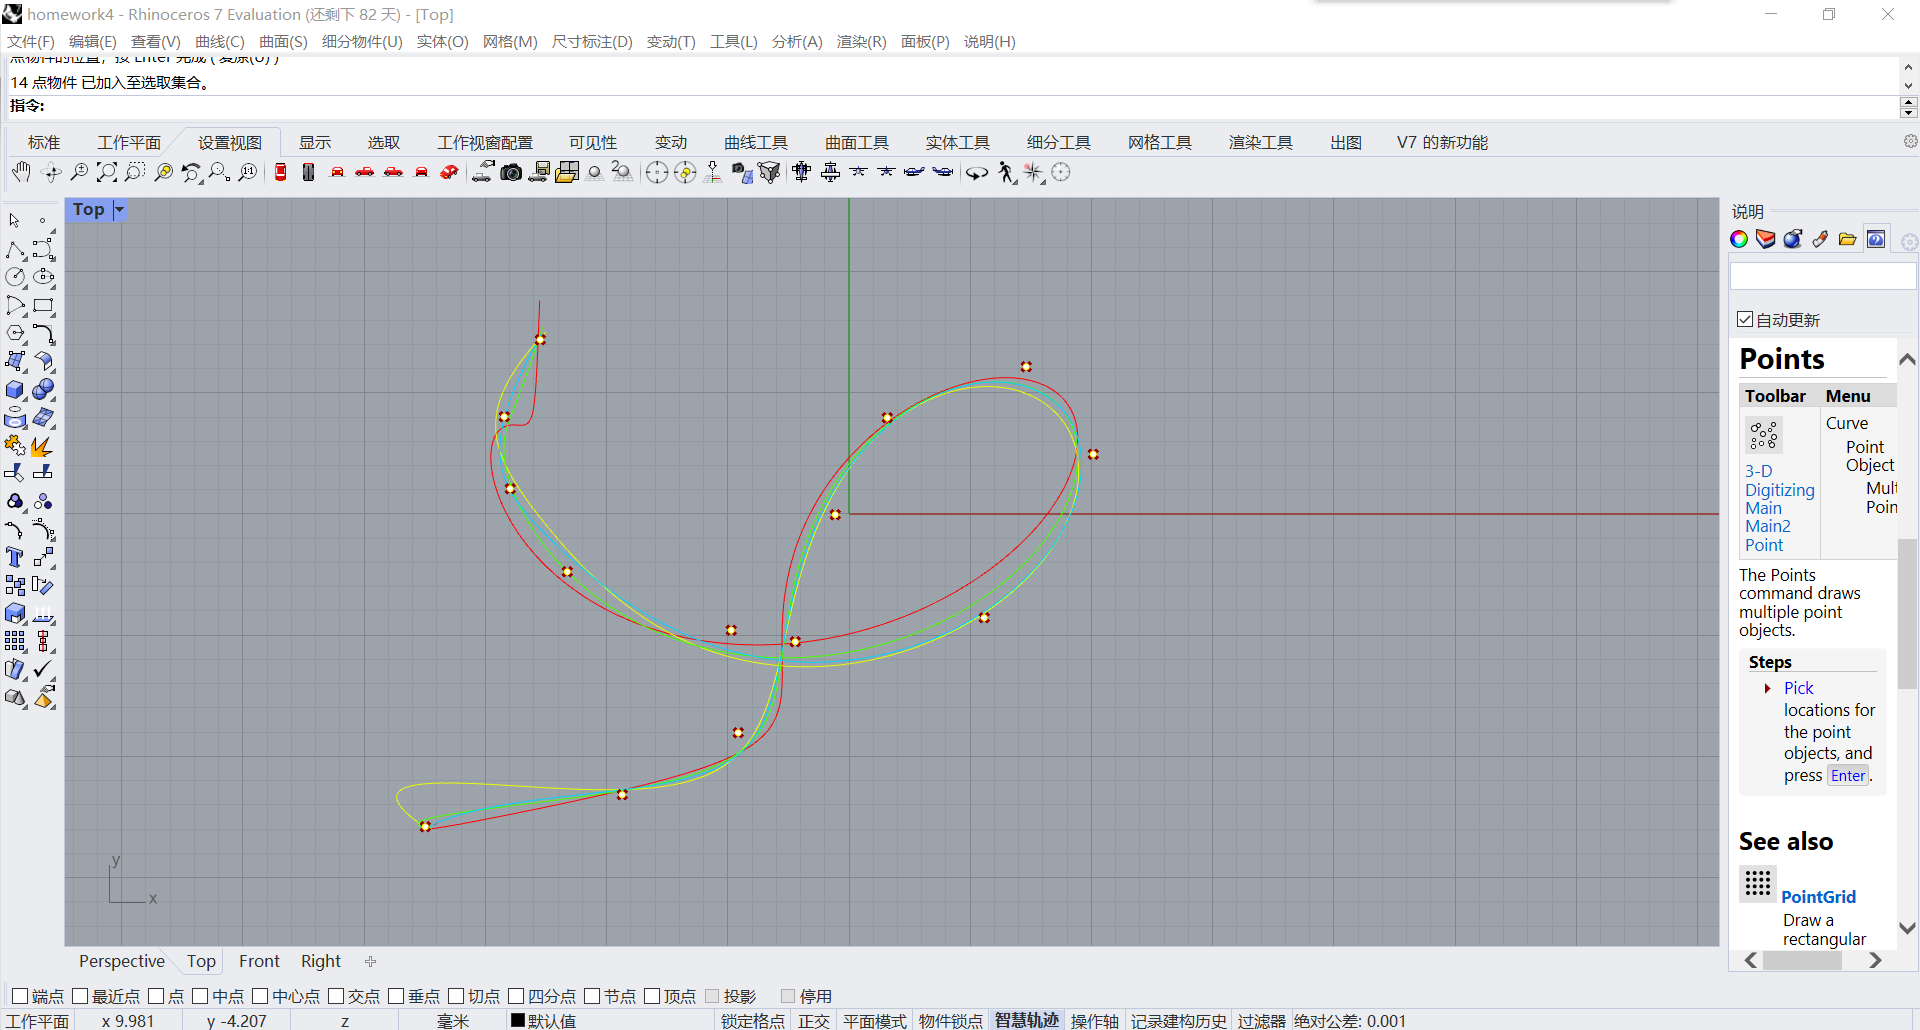 homework4 - Rhinoceros 7 Evaluation (还剩下 82 天) - [Top]
文件(F) 编辑(E) 查看(V) 曲线(C) 曲面(S) 细分物件(U) 实体(O) 网格(M) 尺寸标注(D) 变动(T) 工具(L) 分析(A) 渲染(R) 面板(P) 说明(H)
点物件的位置，按 Enter 完成 ( 复原(U) )
14 点物件 已加入至选取集合。
指令:
标准 工作平面 设置视图 显示 选取 工作视窗配置 可见性 变动 曲线工具 曲面工具 实体工具 细分工具 网格工具 渲染工具 出图 V7 的新功能
Top
说明
自动更新
Points
Toolbar Menu
3-D
Digitizing
Main
Main2
Point
Curve
Point
Object
Mult
Poin
The Points
command draws
multiple point
objects.
Steps
Pick
locations for
the point
objects, and
press Enter.
See also
PointGrid
Draw a
rectangular
y
x
Perspective Top Front Right
端点 最近点 点 中点 中心点 交点 垂点 切点 四分点 节点 顶点 投影 停用
工作平面 x 9.981 y -4.207 z 毫米 默认值 锁定格点 正交 平面模式 物件锁点 智慧轨迹 操作轴 记录建构历史 过滤器 绝对公差: 0.001